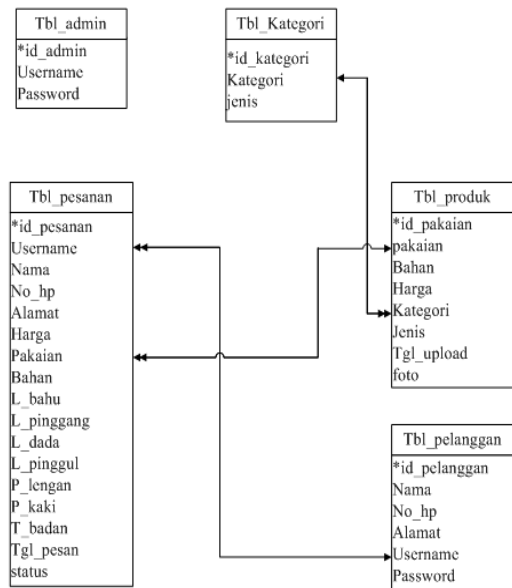 Tbl_admin
*id_admin
Username
Password
Tbl_Kategori
*id_kategori
Kategori
jenis
Tbl_pesanan
*id_pesanan
Username
Nama
No_hp
Alamat
Harga
Pakaian
Bahan
L_bahu
L_pinggang
L_dada
L_pinggul
P_lengan
P_kaki
T_badan
Tgl_pesan
status
Tbl_produk
*id_pakaian
pakaian
Bahan
Harga
Kategori
Jenis
Tgl_upload
foto
Tbl_pelanggan
*id_pelanggan
Nama
No_hp
Alamat
Username
Password